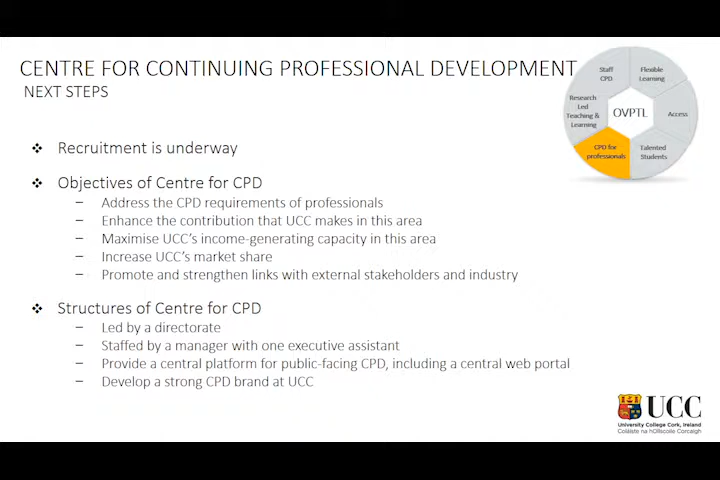 CENTRE FOR CONTINUING PROFESSIONAL DEVELOPMENT
NEXT STEPS
Staff
CPD
Flexible
Learning
Research
Led
Teaching &
Learning
OVPTL
Access
CPD for
professionals
Talented
Students
❖ Recruitment is underway
❖ Objectives of Centre for CPD
– Address the CPD requirements of professionals
– Enhance the contribution that UCC makes in this area
– Maximise UCC's income-generating capacity in this area
– Increase UCC's market share
– Promote and strengthen links with external stakeholders and industry
❖ Structures of Centre for CPD
– Led by a directorate
– Staffed by a manager with one executive assistant
– Provide a central platform for public-facing CPD, including a central web portal
– Develop a strong CPD brand at UCC
UCC
University College Cork, Ireland
Coláiste na hOllscoile Corcaigh